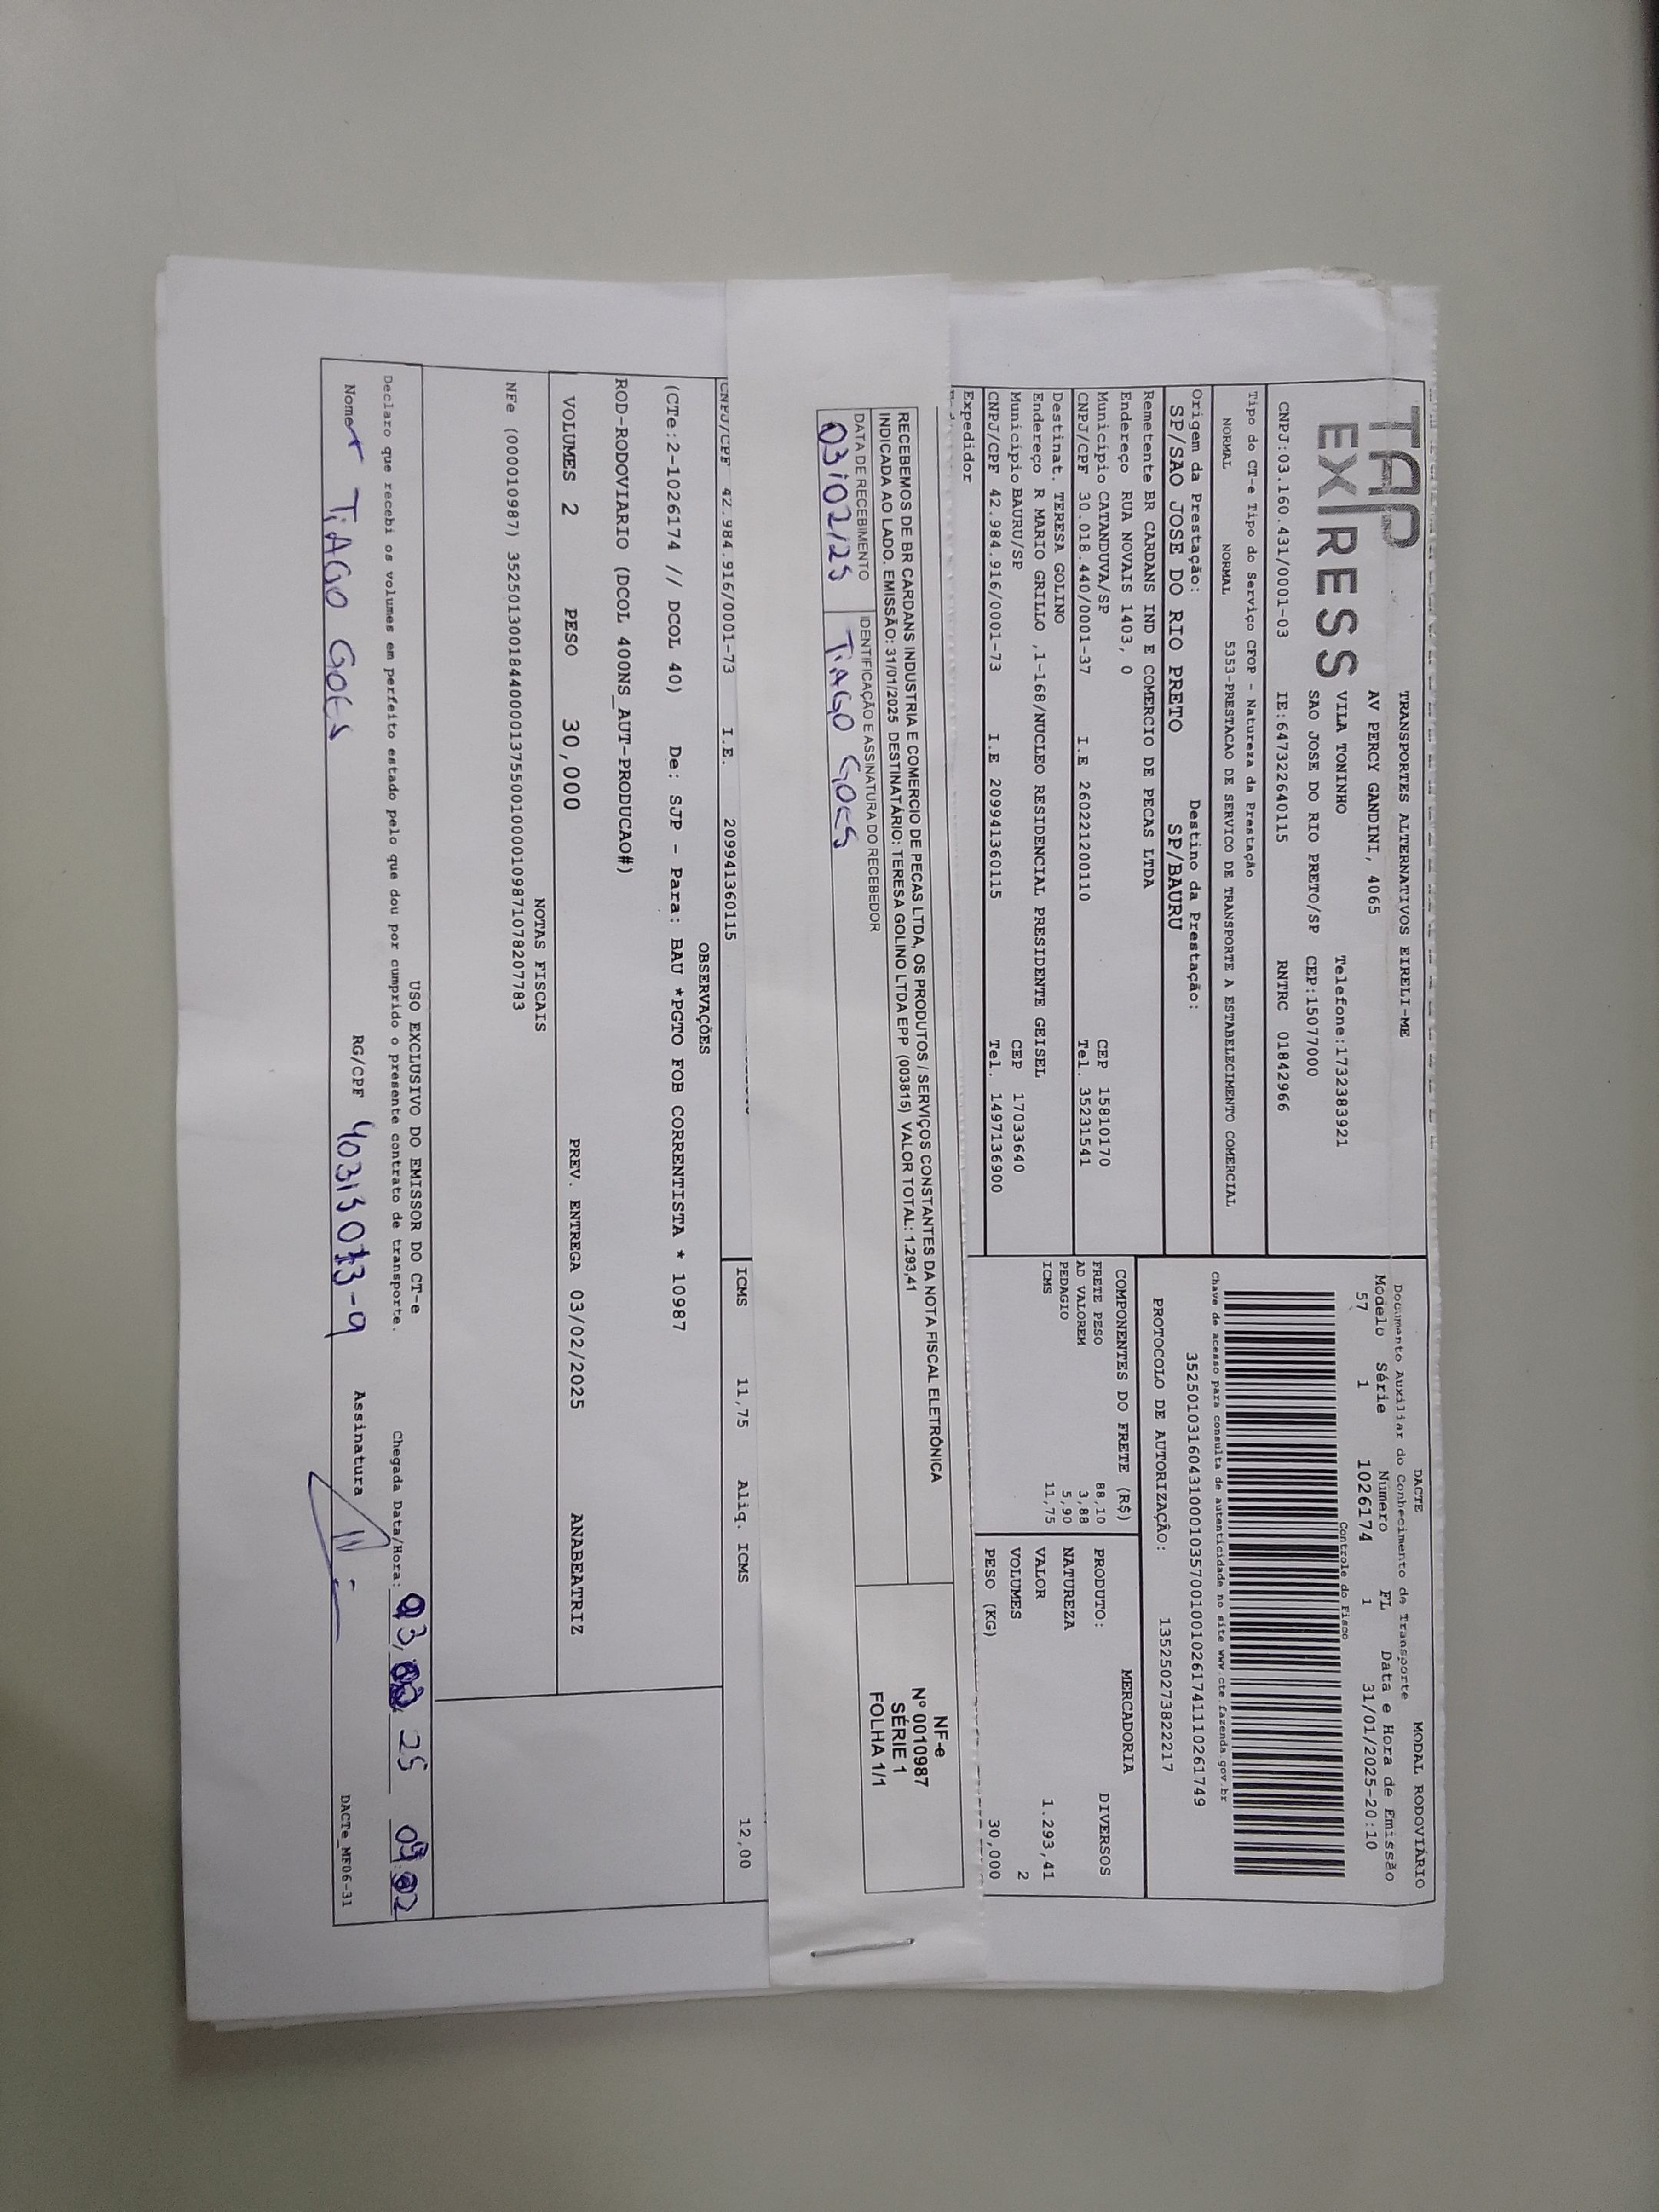 TAP
EXPRESS
TRANSPORTES ALTERNATIVOS EIRELI-ME
AV PERCY GANDINI, 4065
VILA TONINHO Telefone:1732383921
SAO JOSE DO RIO PRETO/SP CEP:15077000
CNPJ:03.160.431/0001-03 IE:647322640115 RNTRC 01842966
Tipo do CT-e Tipo do Serviço CFOP - Natureza da Prestação
NORMAL NORMAL 5353-PRESTACAO DE SERVICO DE TRANSPORTE A ESTABELECIMENTO COMERCIAL
Origem da Prestação: Destino da Prestação:
SP/SAO JOSE DO RIO PRETO SP/BAURU
Remetente BR CARDANS IND E COMERCIO DE PECAS LTDA
Endereço RUA NOVAIS 1403, 0
Município CATANDUVA/SP CEP 15810170
CNPJ/CPF 30.018.440/0001-37 I.E 260221200110 Tel. 35231541
Destinat. TERESA GOLINO
Endereço R MARIO GRILLO ,1-168/NUCLEO RESIDENCIAL PRESIDENTE GEISEL
Município BAURU/SP CEP 17033640
CNPJ/CPF 42.984.916/0001-73 I.E 209941360115 Tel. 1497136900
Expedidor
DACTE MODAL RODOVIÁRIO
Documento Auxiliar do Conhecimento de Transporte
Modelo Série Número FL Data e Hora de Emissão
57 1 1026174 1 31/01/2025-20:10
Controle do Fisco
Chave de acesso para consulta de autenticidade no site www.cte.fazenda.gov.br
35250103160431000103570010010261741110261749
PROTOCOLO DE AUTORIZAÇÃO: 135250273822217
COMPONENTES DO FRETE (R$)
FRETE PESO 88,10
AD VALOREM 3,88
PEDAGIO 5,90
ICMS 11,75
MERCADORIA
PRODUTO: DIVERSOS
NATUREZA
VALOR 1.293,41
VOLUMES 2
PESO (KG) 30,000
RECEBEMOS DE BR CARDANS INDUSTRIA E COMERCIO DE PECAS LTDA, OS PRODUTOS / SERVIÇOS CONSTANTES DA NOTA FISCAL ELETRÔNICA
INDICADA AO LADO. EMISSÃO: 31/01/2025 DESTINATÁRIO: TERESA GOLINO LTDA EPP (003815) VALOR TOTAL: 1.293,41
DATA DE RECEBIMENTO IDENTIFICAÇÃO E ASSINATURA DO RECEBEDOR
03/02/25 TIAGO GOES
NF-e
Nº 0010987
SÉRIE 1
FOLHA 1/1
CNPJ/CPF 42.984.916/0001-73 I.E. 209941360115 ICMS 11,75 Aliq. ICMS 12,00
OBSERVAÇÕES
(CTe:2-1026174 // DCOL 40) De: SJP - Para: BAU *PGTO FOB CORRENTISTA * 10987
ROD-RODOVIARIO (DCOL 400NS_AUT-PRODUCAO#)
VOLUMES 2 PESO 30,000 PREV. ENTREGA 03/02/2025 ANABEATRIZ
NOTAS FISCAIS
NFe (000010987) 35250130018440000137550010000109871078207783
USO EXCLUSIVO DO EMISSOR DO CT-e
Declaro que recebi os volumes em perfeito estado pelo que dou por cumprido o presente contrato de transporte. Chegada Data/Hora: 25
Nome TIAGO GOES RG/CPF Assinatura
DACTe_MF06-31